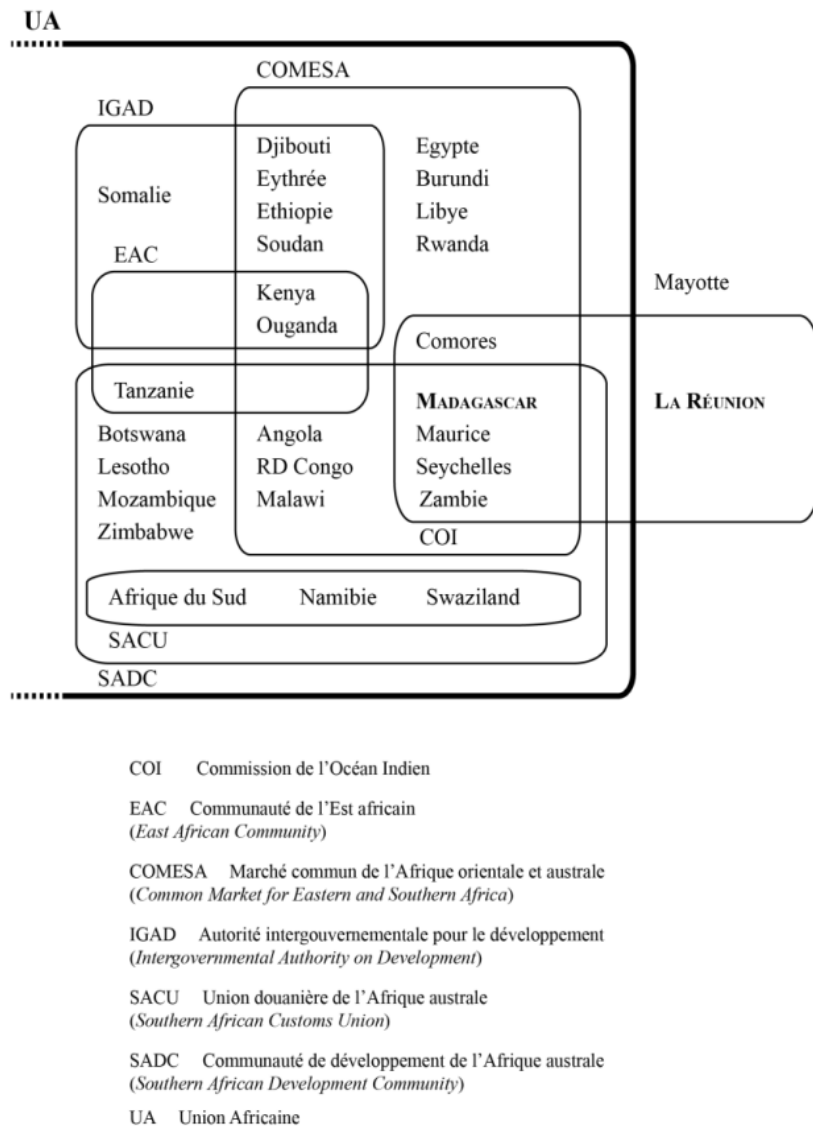 UA
COMESA
IGAD
Djibouti Egypte
Eythrée Burundi
Somalie
Ethiopie Libye
Soudan Rwanda
EAC
Mayotte
Kenya
Ouganda
Comores
Tanzanie
MADAGASCAR LA RÉUNION
Botswana Angola Maurice
Lesotho RD Congo Seychelles
Mozambique Malawi Zambie
Zimbabwe COI
Afrique du Sud Namibie Swaziland
SACU
SADC
COI Commission de l'Océan Indien
EAC Communauté de l'Est africain
(East African Community)
COMESA Marché commun de l'Afrique orientale et australe
(Common Market for Eastern and Southern Africa)
IGAD Autorité intergouvernementale pour le développement
(Intergovernmental Authority on Development)
SACU Union douanière de l'Afrique australe
(Southern African Customs Union)
SADC Communauté de développement de l'Afrique australe
(Southern African Development Community)
UA Union Africaine